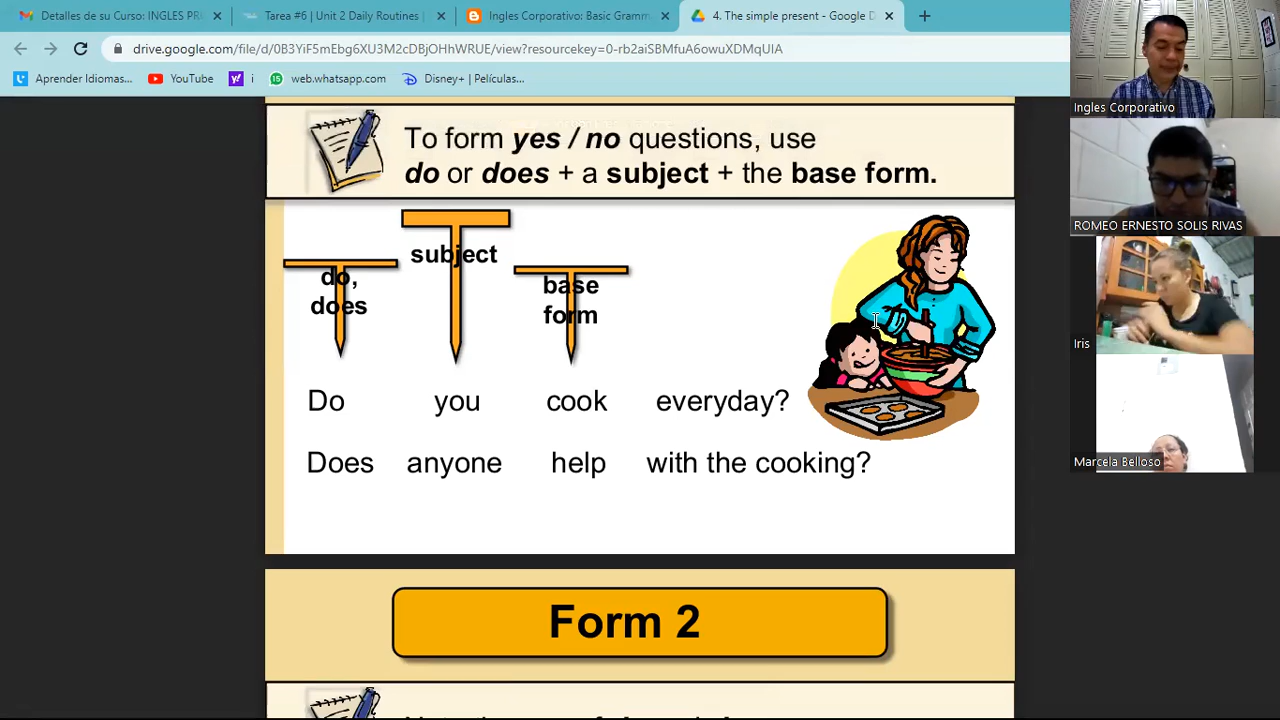 Detalles de su Curso: INGLES PRI
Tarea #6 | Unit 2 Daily Routines |
Ingles Corporativo: Basic Gramm
4. The simple present - Google D
drive.google.com/file/d/0B3YiF5mEbg6XU3M2cDBjOHhWRUE/view?resourcekey=0-rb2aiSBMfuA6owuXDMqUIA
Aprender Idiomas...
YouTube
i
web.whatsapp.com
Disney+ | Películas,...
To form yes / no questions, use
do or does + a subject + the base form.
do,
does
subject
base
form
Do you cook everyday?
Does anyone help with the cooking?
Form 2
Ingles Corporativo
ROMEO ERNESTO SOLIS RIVAS
Iris
Marcela Belloso